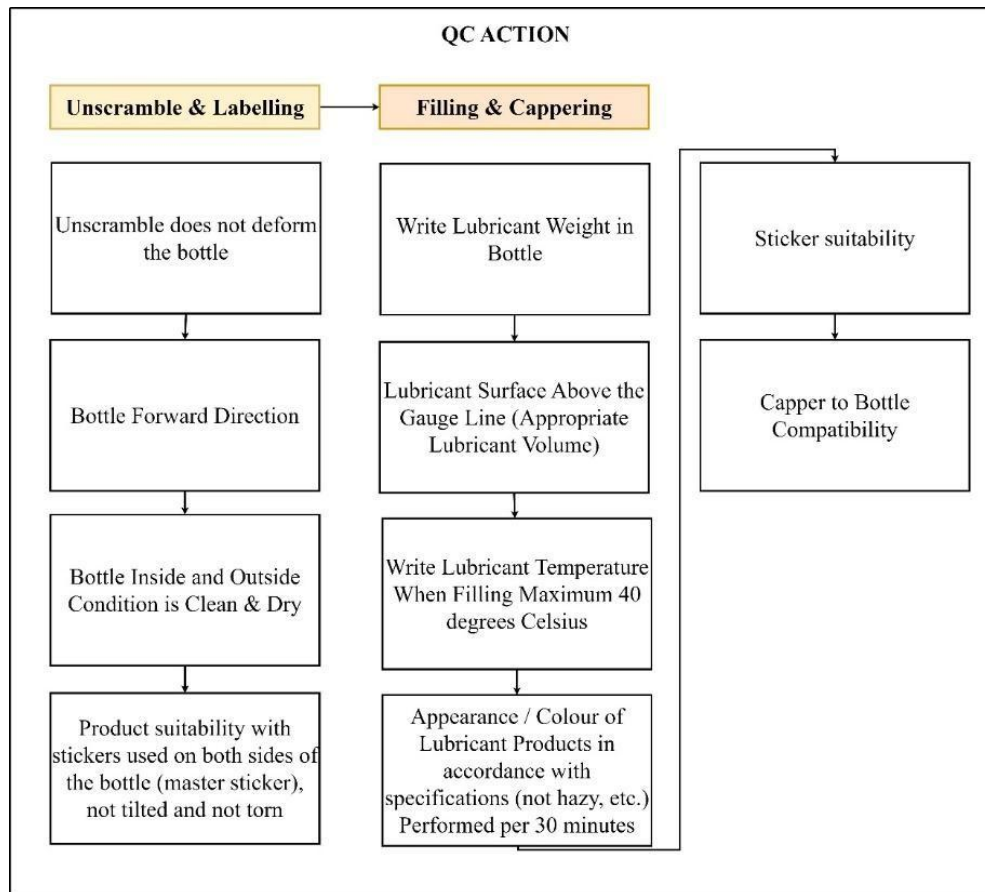 QC ACTION
Unscramble & Labelling
Filling & Cappering
Unscramble does not deform
the bottle
Bottle Forward Direction
Bottle Inside and Outside
Condition is Clean & Dry
Product suitability with
stickers used on both sides of
the bottle (master sticker),
not tilted and not torn
Write Lubricant Weight in
Bottle
Lubricant Surface Above the
Gauge Line (Appropriate
Lubricant Volume)
Write Lubricant Temperature
When Filling Maximum 40
degrees Celsius
Appearance / Colour of
Lubricant Products in
accordance with
specifications (not hazy, etc.)
Performed per 30 minutes
Sticker suitability
Capper to Bottle
Compatibility